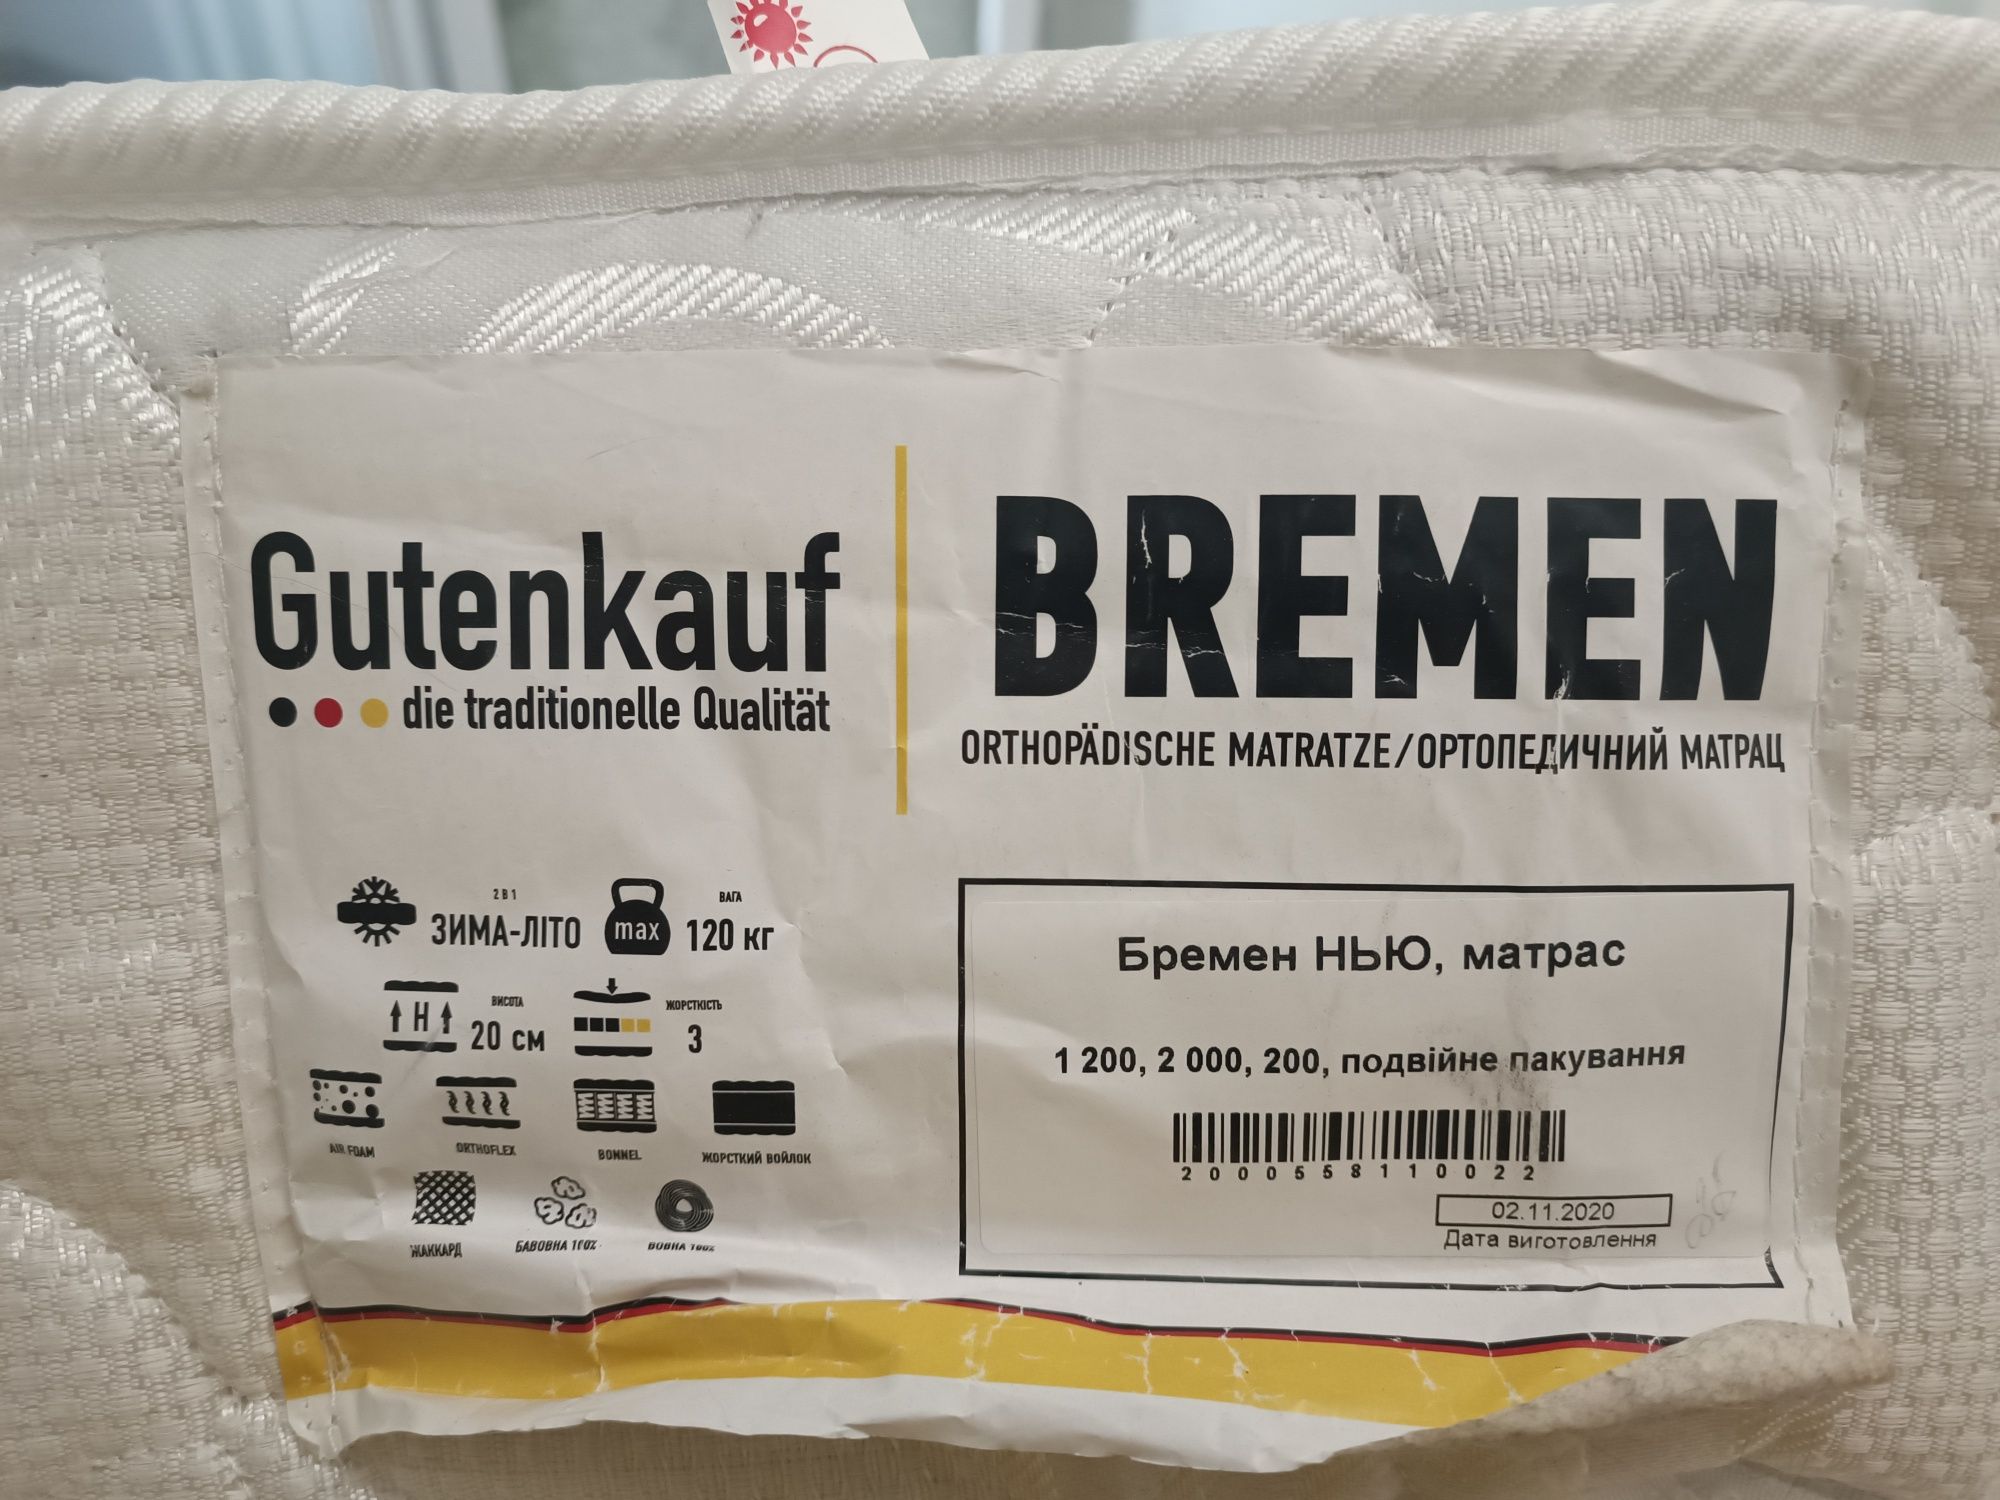 Gutenkauf
die traditionelle Qualität
BREMEN
ORTHOPÄDISCHE MATRATZE/ОРТОПЕДИЧНИЙ МАТРАЦ
2 В 1
ЗИМА-ЛІТО
max
ВАГА
120 кг
H
ВИСОТА
20 см
ЖОРСТКІСТЬ
3
AIR FOAM
ORTHOFLEX
BONNEL
ЖОРСТКИЙ ВОЙЛОК
ЖАККАРД
БАВОВНА 100%
ВОВНА 100%
Бремен НЬЮ, матрас
1 200, 2 000, 200, подвійне пакування
2000558110022
02.11.2020
Дата виготовлення